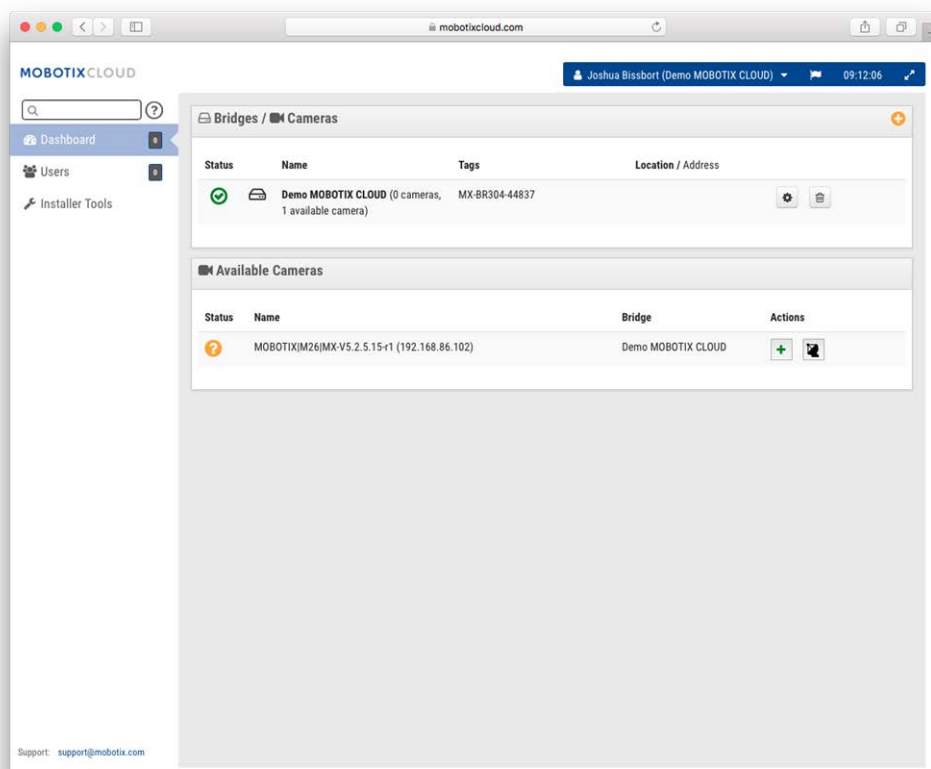 mobotixcloud.com
MOBOTIXCLOUD
Joshua Bissbort (Demo MOBOTIX CLOUD)
09:12:06
?
Dashboard
0
Users
0
Installer Tools
Bridges / Cameras
Status Name Tags Location / Address
Demo MOBOTIX CLOUD (0 cameras, MX-BR304-44837
1 available camera)
Available Cameras
Status Name Bridge Actions
? MOBOTIX|M26|MX-V5.2.5.15-r1 (192.168.86.102) Demo MOBOTIX CLOUD +
Support: support@mobotix.com